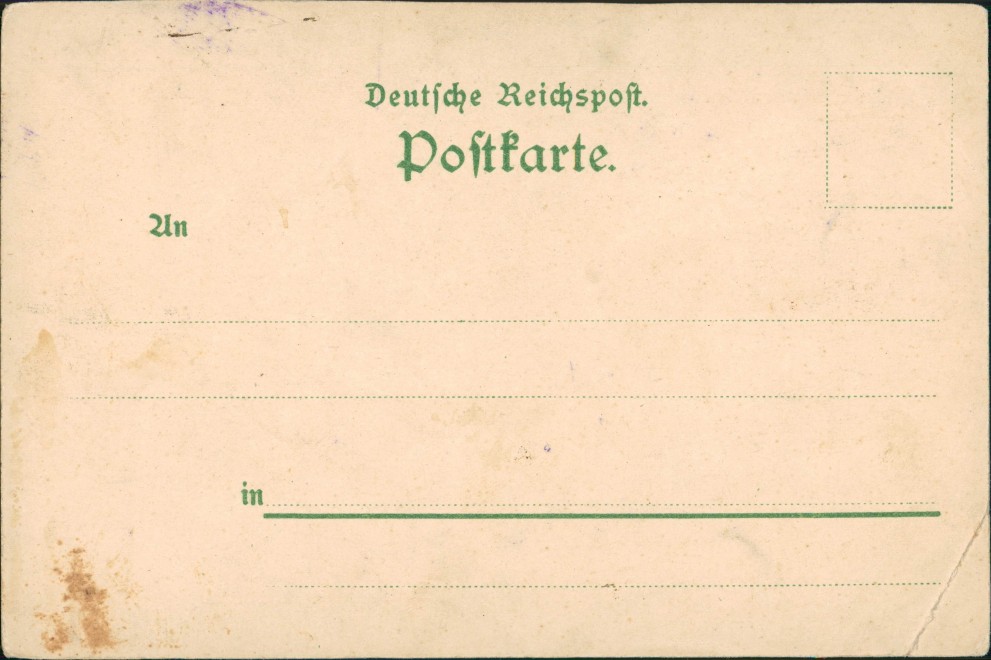 Deutſche Reichspoſt.
Poſtkarte.
An
in